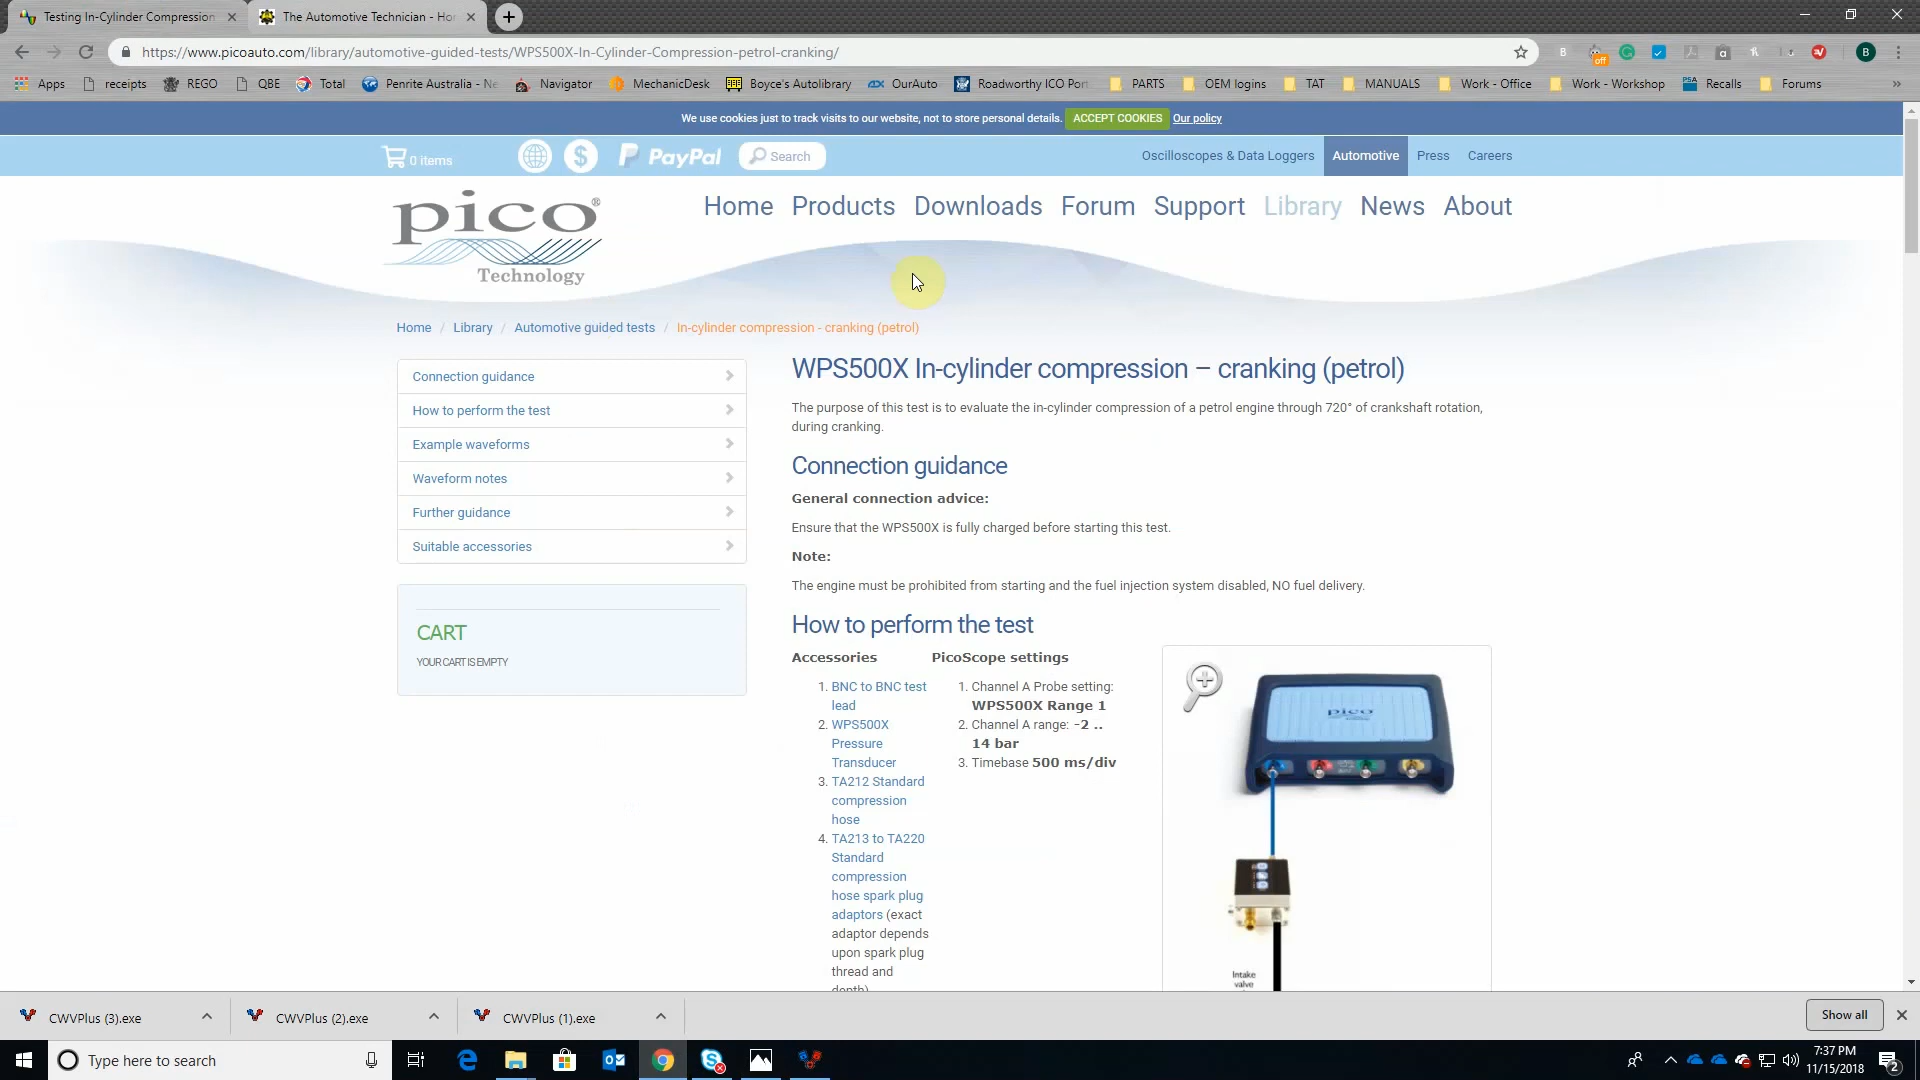 Testing In-Cylinder Compression
The Automotive Technician - Hor
https://www.picoauto.com/library/automotive-guided-tests/WPS500X-In-Cylinder-Compression-petrol-cranking/
off
B
Apps
receipts
REGO
QBE
Total
Penrite Australia - Ne
Navigator
MechanicDesk
Boyce's Autolibrary
OurAuto
Roadworthy ICO Port
PARTS
OEM logins
TAT
MANUALS
Work - Office
Work - Workshop
Recalls
Forums
We use cookies just to track visits to our website, not to store personal details. ACCEPT COOKIES Our policy
0 items
$
PayPal
Search
Oscilloscopes & Data Loggers
Automotive
Press
Careers
pico®
Technology
Home Products Downloads Forum Support Library News About
Home / Library / Automotive guided tests / In-cylinder compression - cranking (petrol)
Connection guidance
How to perform the test
Example waveforms
Waveform notes
Further guidance
Suitable accessories
CART
YOUR CART IS EMPTY
WPS500X In-cylinder compression – cranking (petrol)
The purpose of this test is to evaluate the in-cylinder compression of a petrol engine through 720° of crankshaft rotation,
during cranking.
Connection guidance
General connection advice:
Ensure that the WPS500X is fully charged before starting this test.
Note:
The engine must be prohibited from starting and the fuel injection system disabled, NO fuel delivery.
How to perform the test
Accessories
1. BNC to BNC test
lead
2. WPS500X
Pressure
Transducer
3. TA212 Standard
compression
hose
4. TA213 to TA220
Standard
compression
hose spark plug
adaptors (exact
adaptor depends
upon spark plug
thread and
depth)
PicoScope settings
1. Channel A Probe setting:
WPS500X Range 1
2. Channel A range: -2 ..
14 bar
3. Timebase 500 ms/div
pico
Intake
valve
CWVPlus (3).exe
CWVPlus (2).exe
CWVPlus (1).exe
Show all
Type here to search
7:37 PM
11/15/2018
2